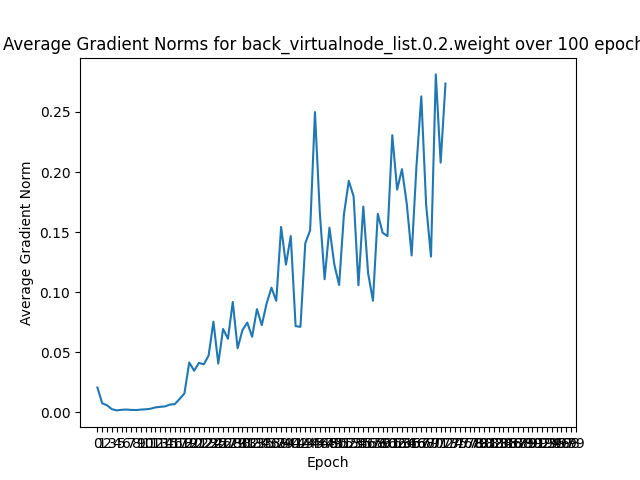 Average Gradient Norms for back_virtualnode_list.0.2.weight over 100 epoch
0.25
0.20
0.15
0.10
0.05
0.00
Average Gradient Norm
Epoch